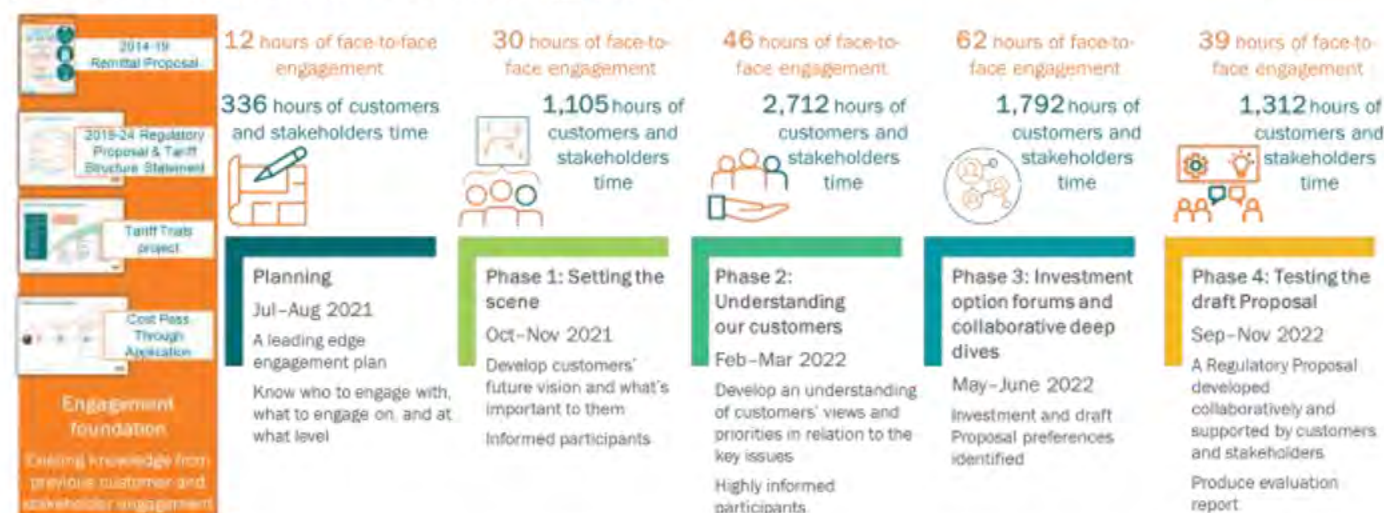 2014-19
Remittal Proposal
2019-24 Regulatory
Proposal & Tariff
Structure Statement
Tariff Trials
project
Cost Pass
Through
Application
Engagement
foundation
Existing knowledge from
previous customer and
stakeholder engagement
12 hours of face-to-face
engagement
336 hours of customers
and stakeholders time
Planning
Jul–Aug 2021
A leading edge
engagement plan
Know who to engage with,
what to engage on, and at
what level
30 hours of face-to-
face engagement
1,105 hours of
customers and
stakeholders
time
Phase 1: Setting the
scene
Oct–Nov 2021
Develop customers'
future vision and what's
important to them
Informed participants
46 hours of face-to-
face engagement
2,712 hours of
customers and
stakeholders
time
Phase 2:
Understanding
our customers
Feb–Mar 2022
Develop an understanding
of customers' views and
priorities in relation to the
key issues
Highly informed
participants
62 hours of face-to-
face engagement
1,792 hours of
customers and
stakeholders
time
Phase 3: Investment
option forums and
collaborative deep
dives
May–June 2022
Investment and draft
Proposal preferences
identified
39 hours of face-to-
face engagement
1,312 hours of
customers and
stakeholders
time
Phase 4: Testing the
draft Proposal
Sep–Nov 2022
A Regulatory Proposal
developed
collaboratively and
supported by customers
and stakeholders
Produce evaluation
report